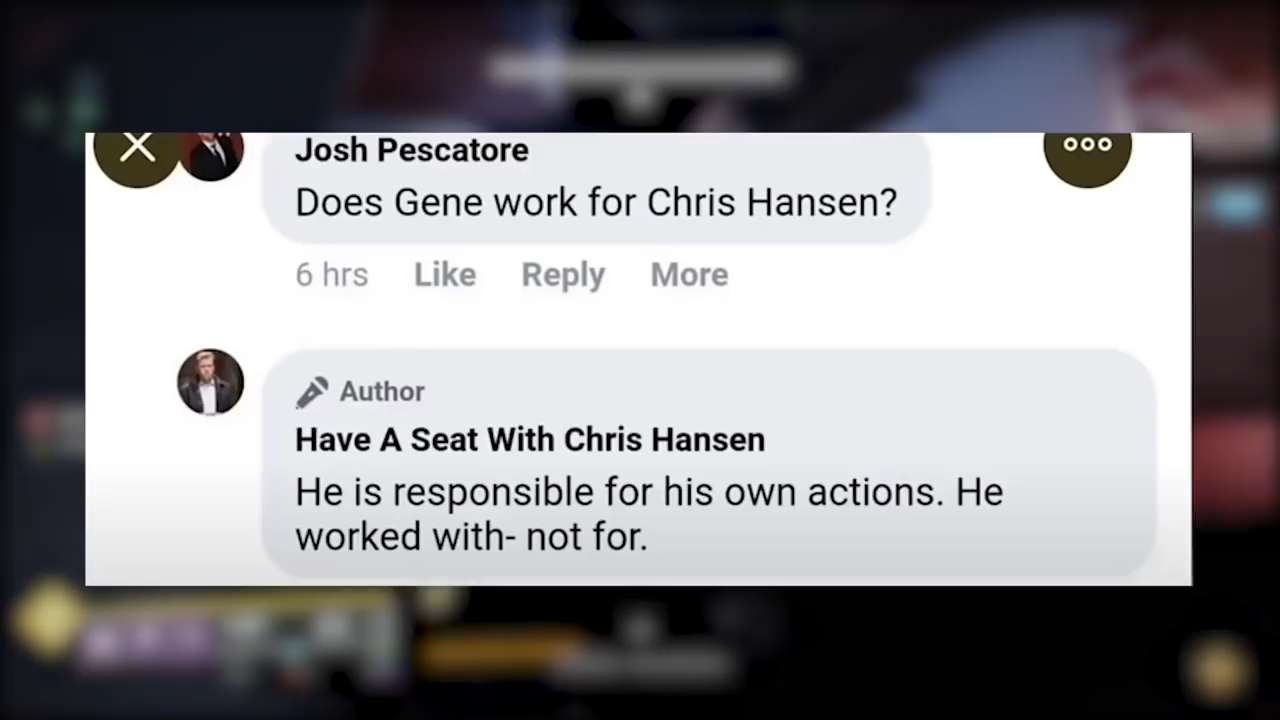 Josh Pescatore
Does Gene work for Chris Hansen?
6 hrs Like Reply More
Author
Have A Seat With Chris Hansen
He is responsible for his own actions. He
worked with- not for.